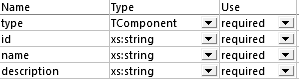 Name Type Use
type TComponent required
id xs:string required
name xs:string required
description xs:string required